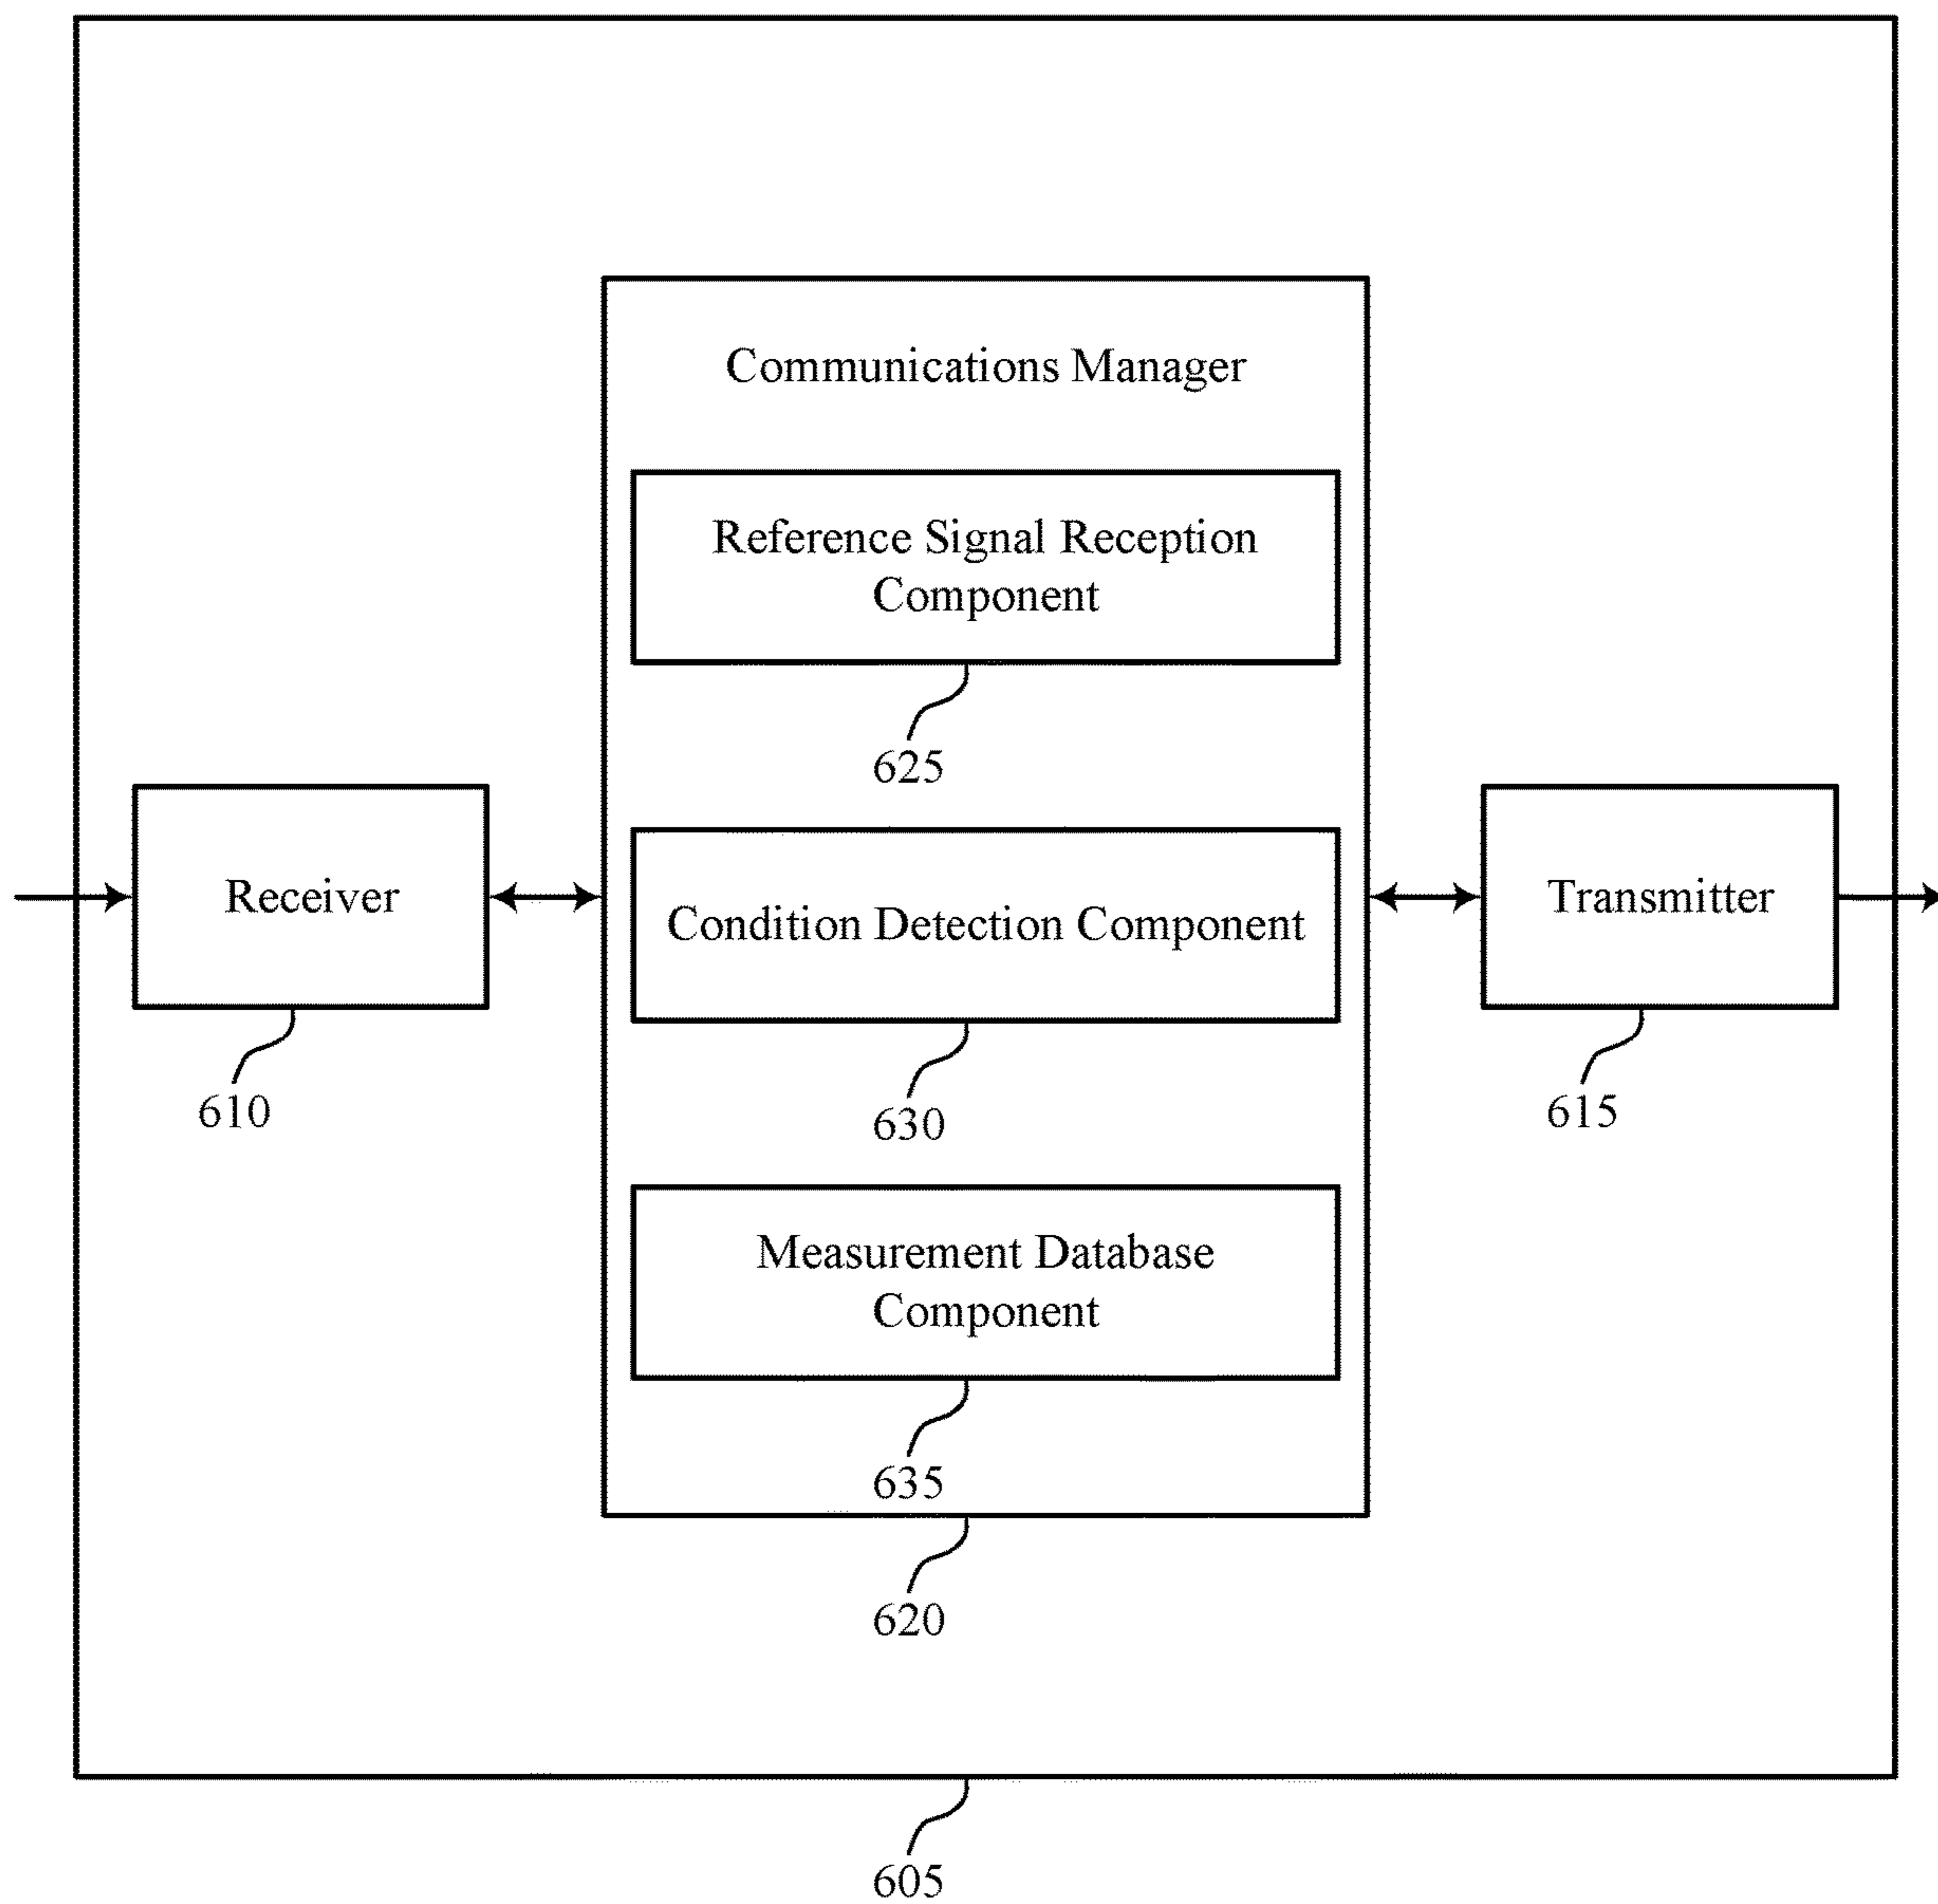 Communications Manager
Reference Signal Reception
Component
625
Receiver
610
Condition Detection Component
630
Transmitter
615
Measurement Database
Component
635
620
605